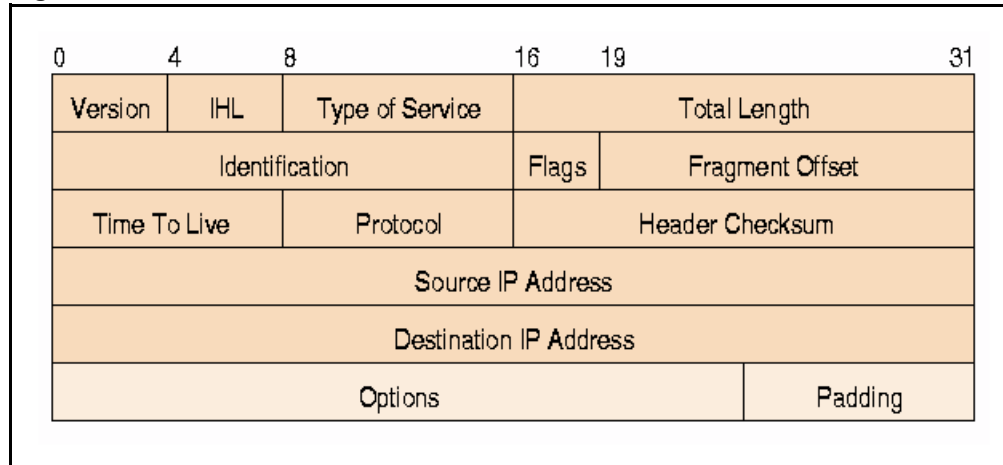 0 4 8 16 19 31
Version IHL Type of Service Total Length
Identification Flags Fragment Offset
Time To Live Protocol Header Checksum
Source IP Address
Destination IP Address
Options Padding